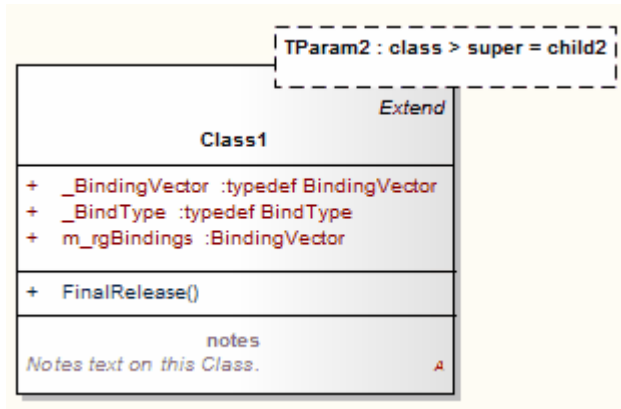 TParam2 : class > super = child2
Extend
Class1
+ _BindingVector :typedef BindingVector
+ _BindType :typedef BindType
+ m_rgBindings :BindingVector
+ FinalRelease()
notes
Notes text on this Class.
A